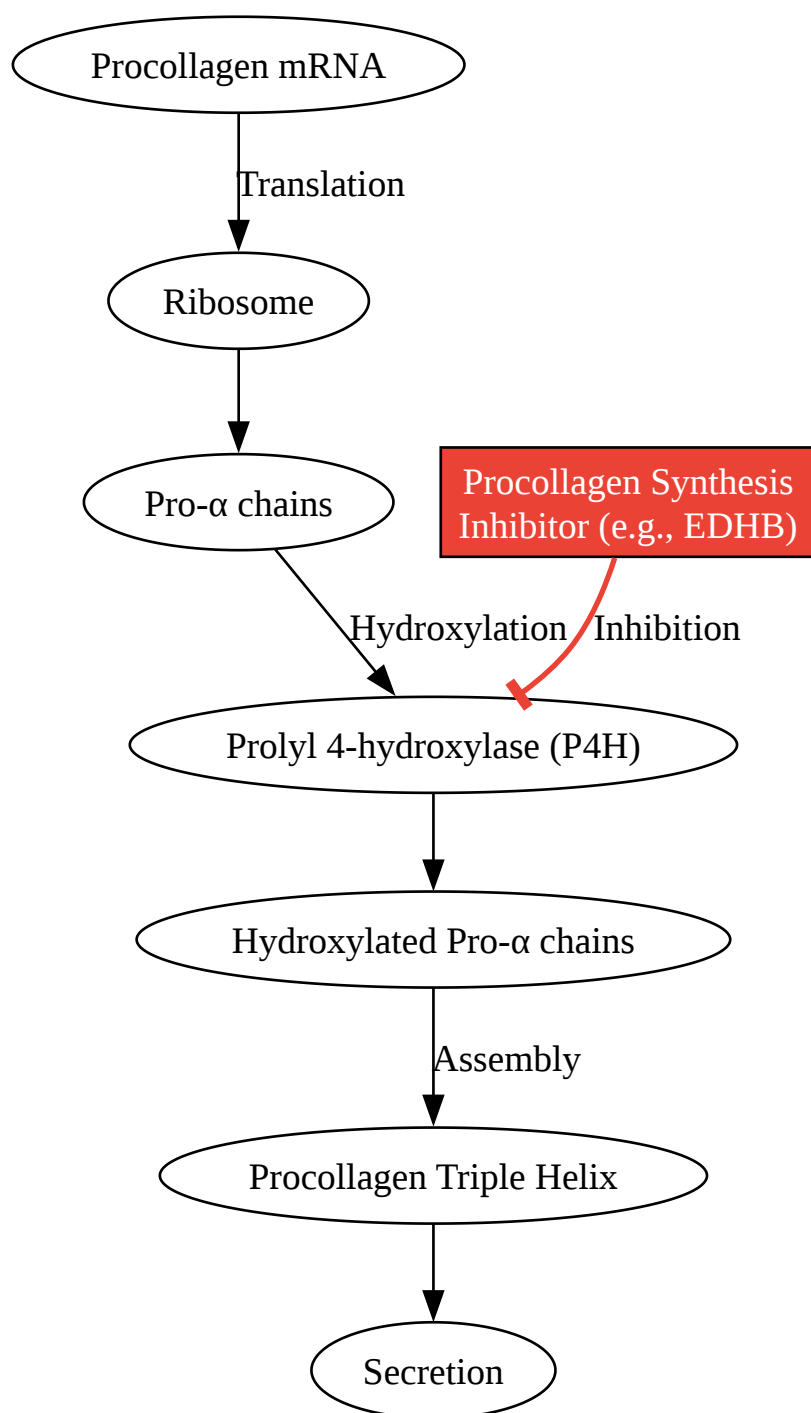 Procollagen mRNA
Translation
Ribosome
Pro-α chains
Procollagen Synthesis
Inhibitor (e.g., EDHB)
Hydroxylation
Inhibition
Prolyl 4-hydroxylase (P4H)
Hydroxylated Pro-α chains
Assembly
Procollagen Triple Helix
Secretion